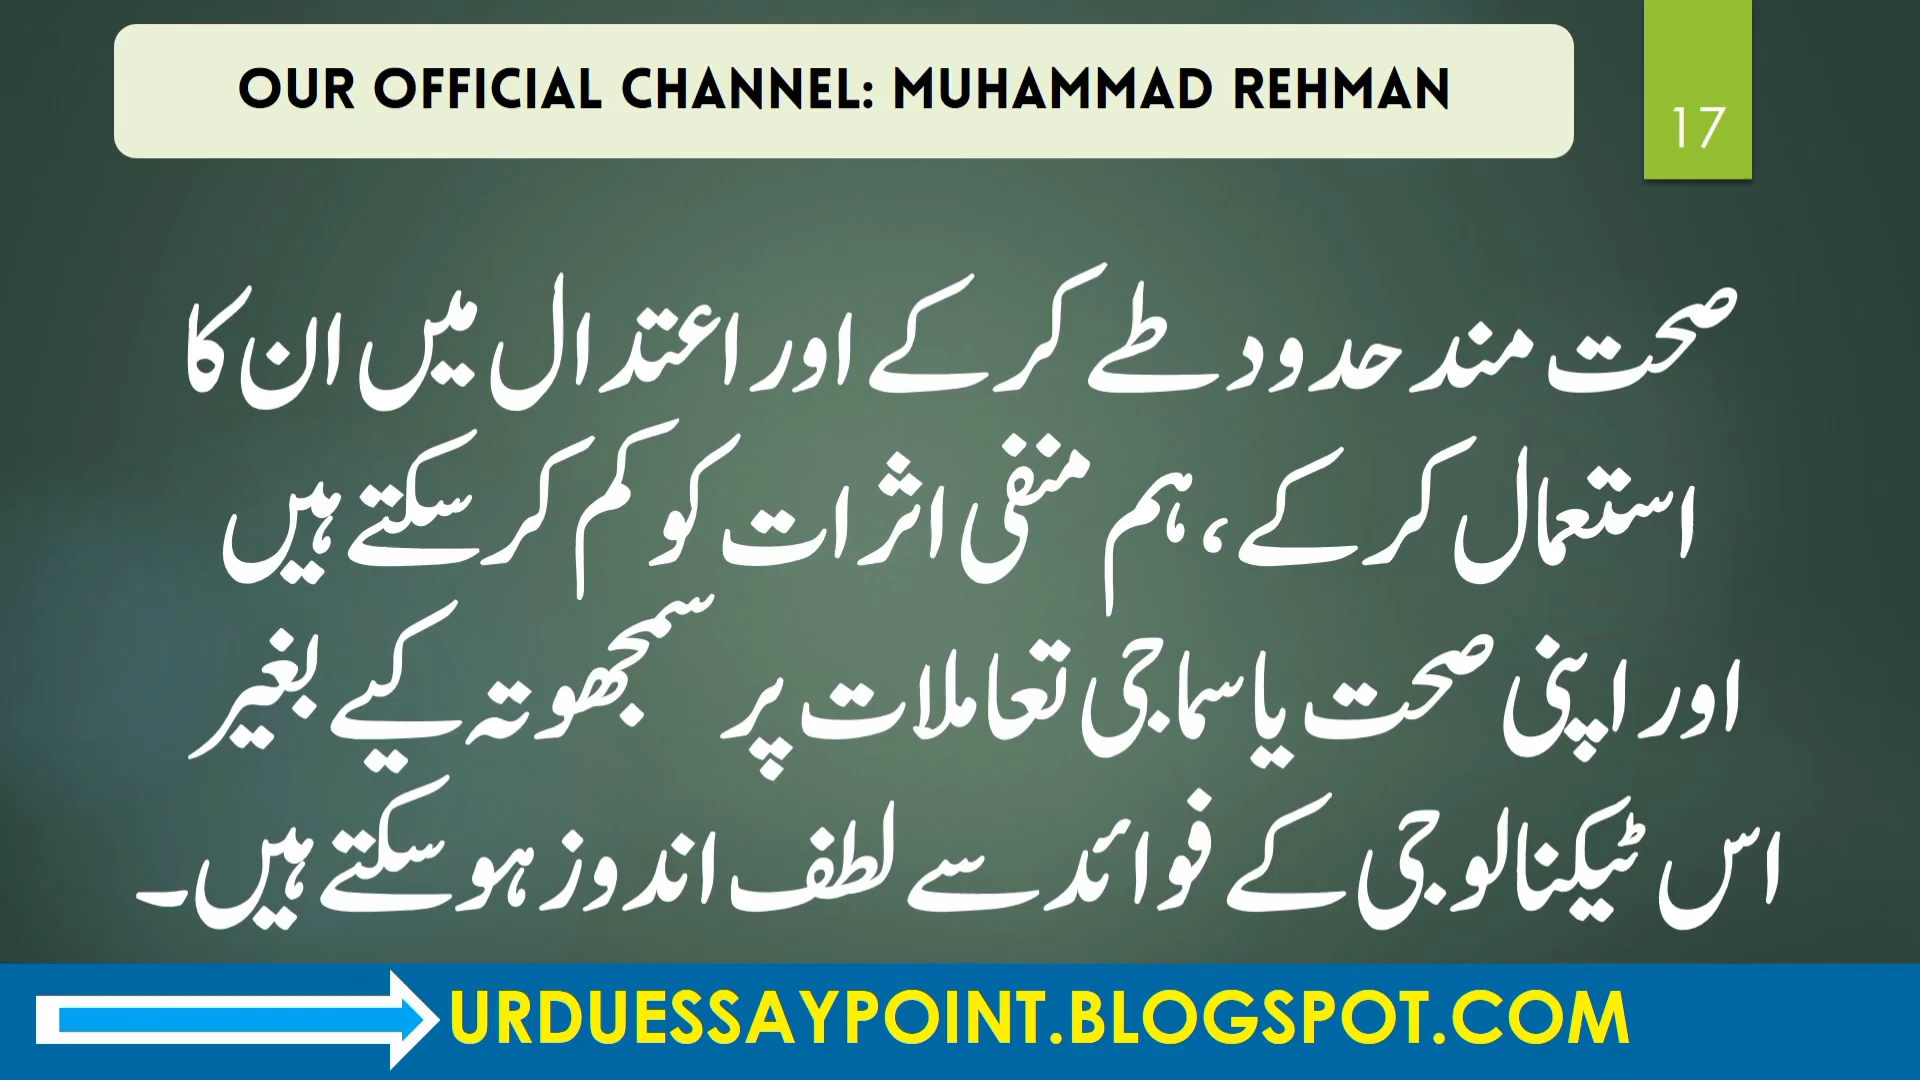 OUR OFFICIAL CHANNEL: MUHAMMAD REHMAN
17
صحت مند حدود طے کر کے اور اعتدال میں ان کا
استعمال کر کے، ہم منفی اثرات کو کم کر سکتے ہیں
اور اپنی صحت یا سماجی تعاملات پر سمجھوتہ کیے بغیر
اس ٹیکنالوجی کے فوائد سے لطف اندوز ہو سکتے ہیں۔
URDUESSAYPOINT.BLOGSPOT.COM